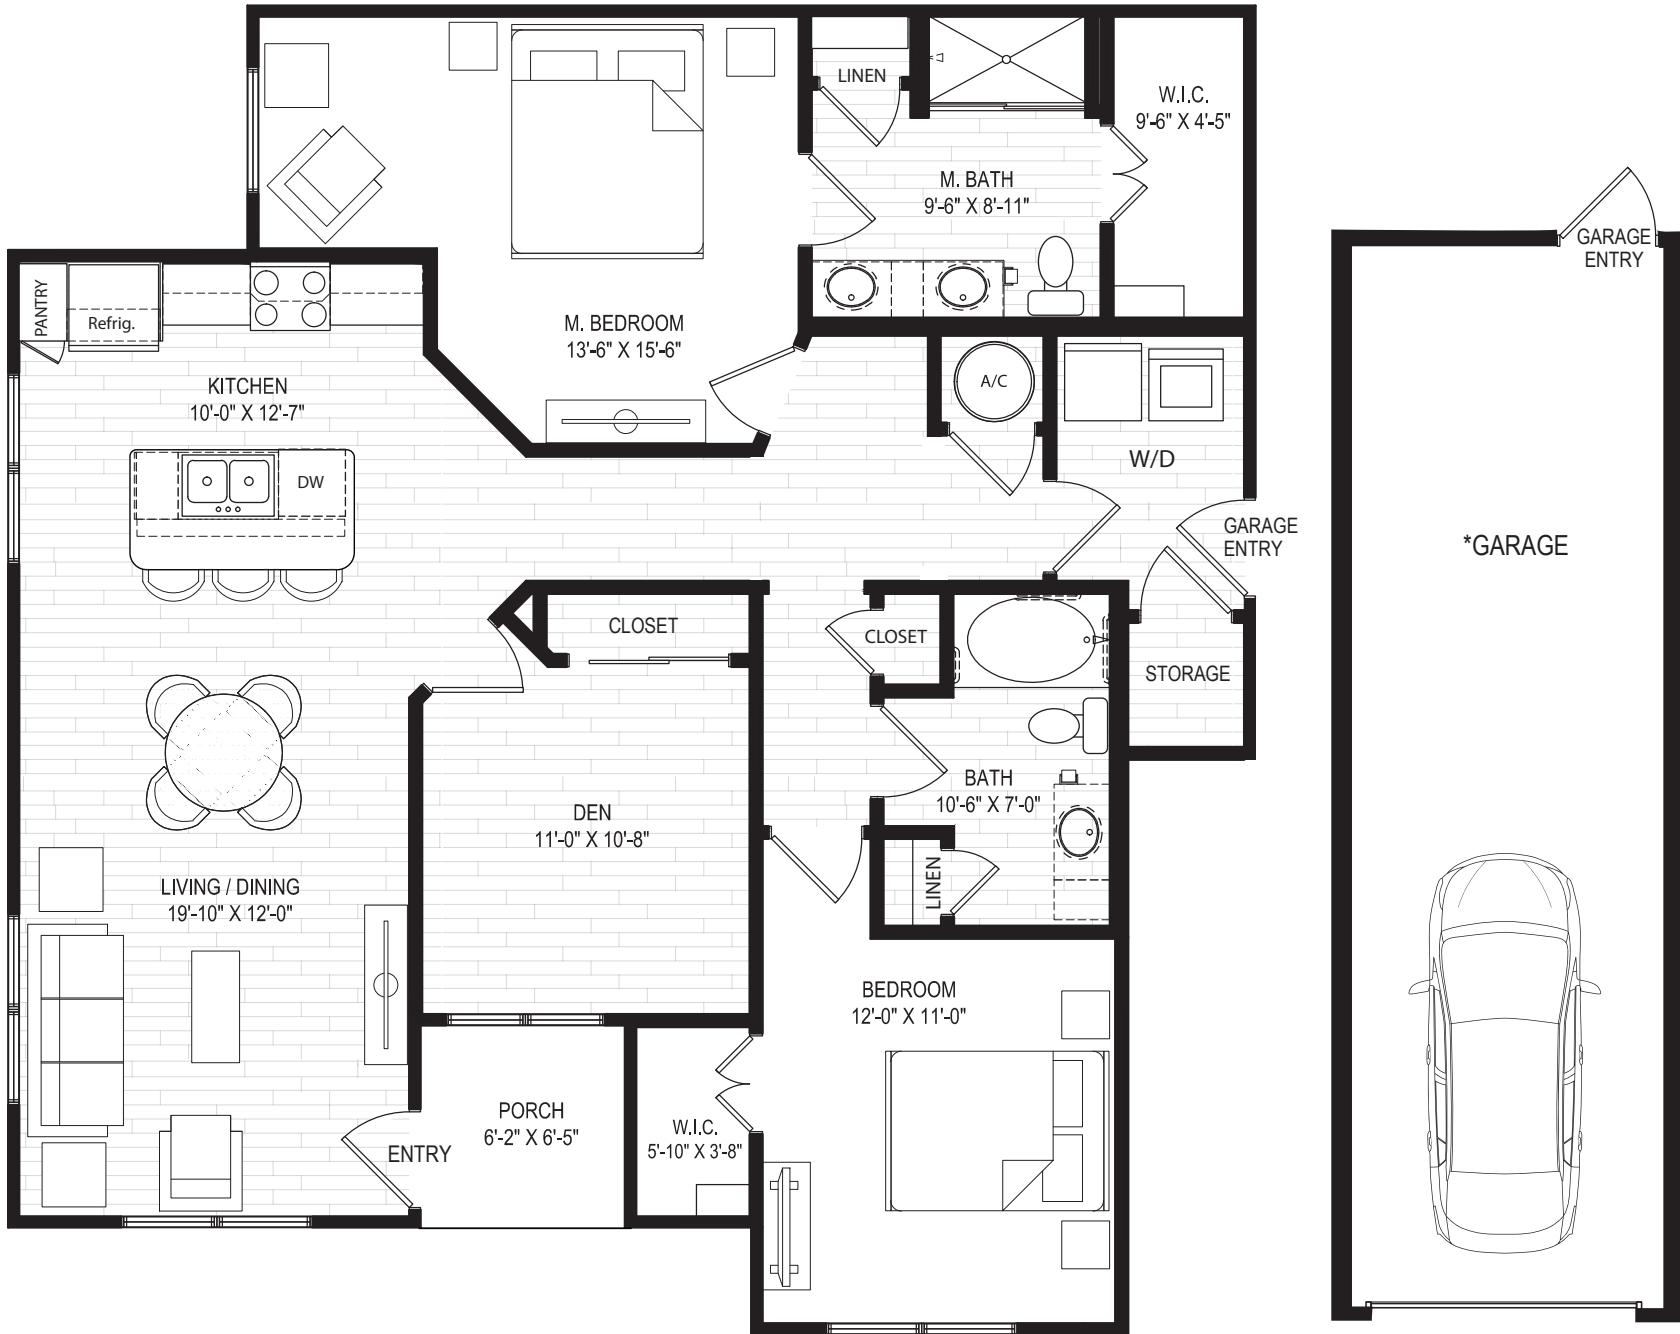 LINEN
W.I.C.
9'-6" X 4'-5"
M. BATH
9'-6" X 8'-11"
GARAGE
ENTRY
PANTRY
Refrig.
M. BEDROOM
13'-6" X 15'-6"
KITCHEN
10'-0" X 12'-7"
A/C
W/D
DW
GARAGE
ENTRY
*GARAGE
CLOSET
CLOSET
STORAGE
BATH
10'-6" X 7'-0"
DEN
11'-0" X 10'-8"
LINEN
LIVING / DINING
19'-10" X 12'-0"
BEDROOM
12'-0" X 11'-0"
PORCH
6'-2" X 6'-5"
ENTRY
W.I.C.
5'-10" X 3'-8"